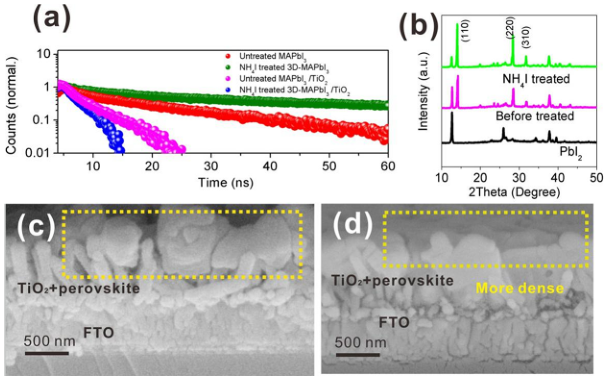 (a)
Untreated MAPbI3
NH4I treated 3D-MAPbI3
Untreated MAPbI3 /TiO2
NH4I treated 3D-MAPbI3/TiO2
Counts (normal.)
1
0.1
0.01
10 20 30 40 50 60
Time (ns)
(b)
(110)
(220)
(310)
NH4I treated
Before treated
PbI2
Intensity (a.u.)
10 20 30 40 50
2Theta (Degree)
(c)
TiO2+perovskite
FTO
500 nm
(d)
TiO2+perovskite
More dense
FTO
500 nm